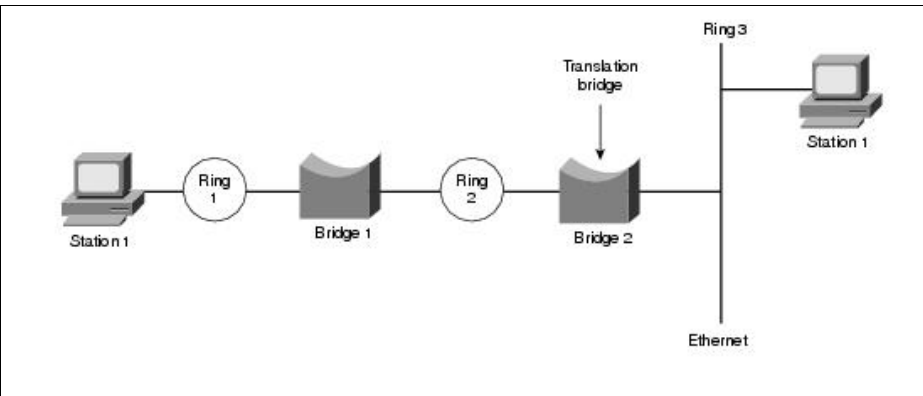 Ring 3
Translation
bridge
Station 1
Ring
1
Ring
2
Station 1
Bridge 1
Bridge 2
Ethernet